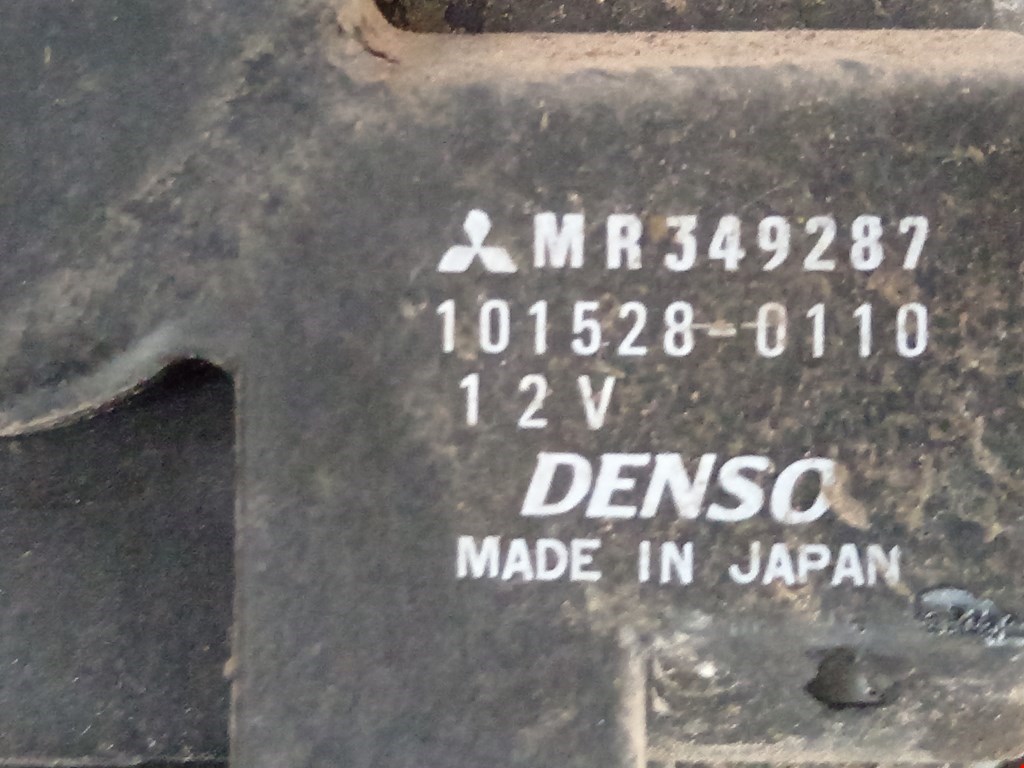 MR349287
101528-0110
12V
DENSO
MADE IN JAPAN